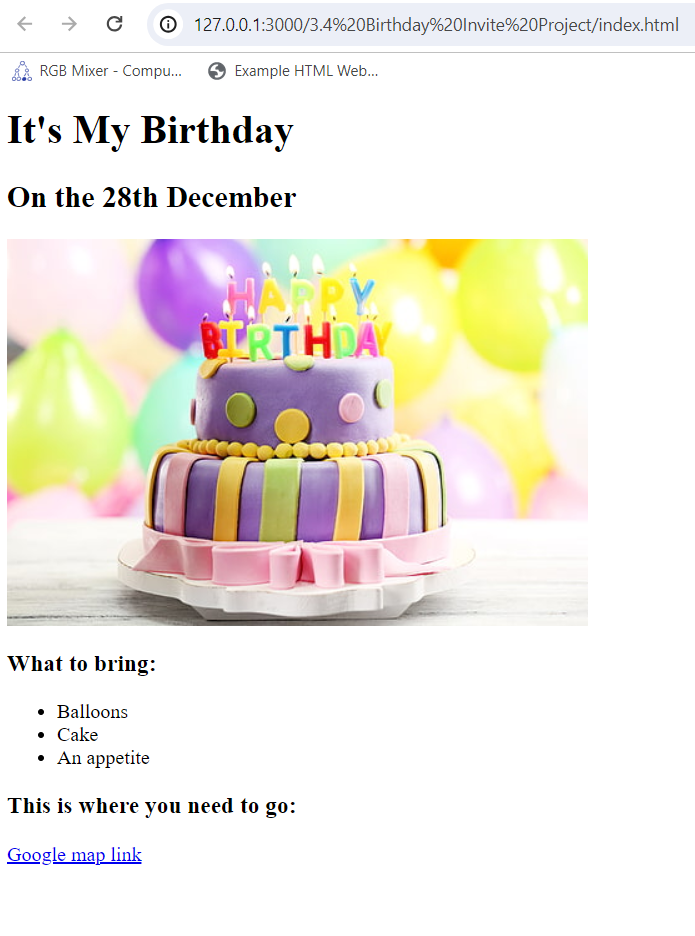 127.0.0.1:3000/3.4%20Birthday%20Invite%20Project/index.html
RGB Mixer - Compu... Example HTML Web...
It's My Birthday
On the 28th December
HAPPY
BIRTHDAY
What to bring:
Balloons
Cake
An appetite
This is where you need to go:
Google map link